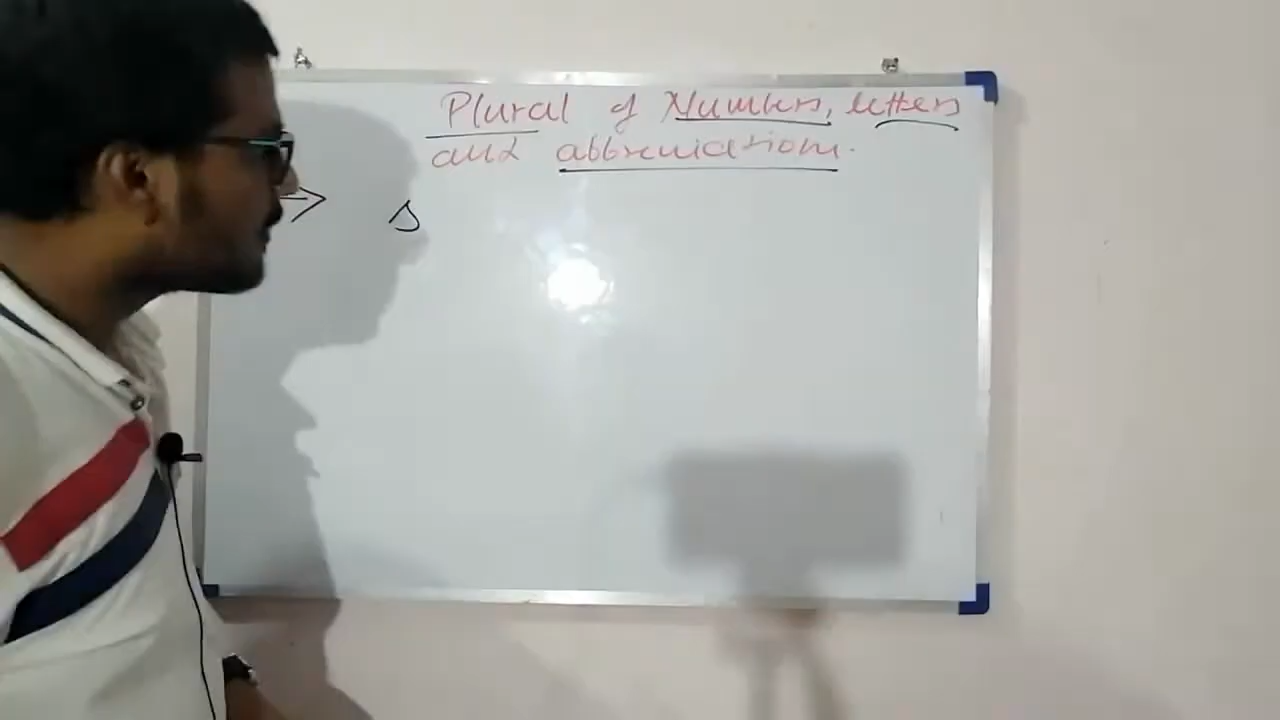 Plural of Numbers, letters
and abbreviations.
→ s